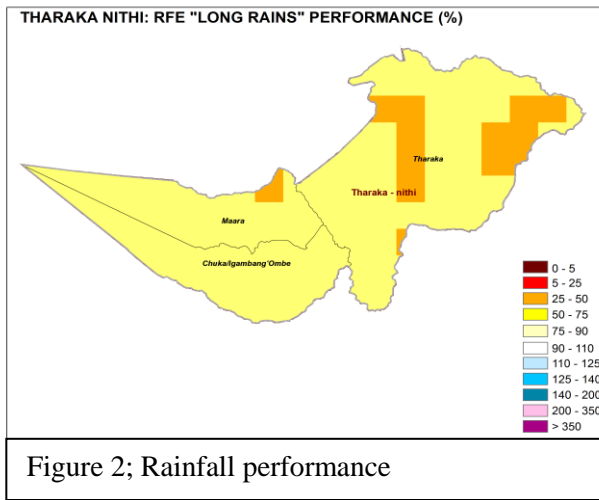 THARAKA NITHI: RFE "LONG RAINS" PERFORMANCE (%)
Tharaka
Tharaka - nithi
Maara
Chuka/Igambang'Ombe
0 - 5
5 - 25
25 - 50
50 - 75
75 - 90
90 - 110
110 - 125
125 - 140
140 - 200
200 - 350
> 350
Figure 2; Rainfall performance